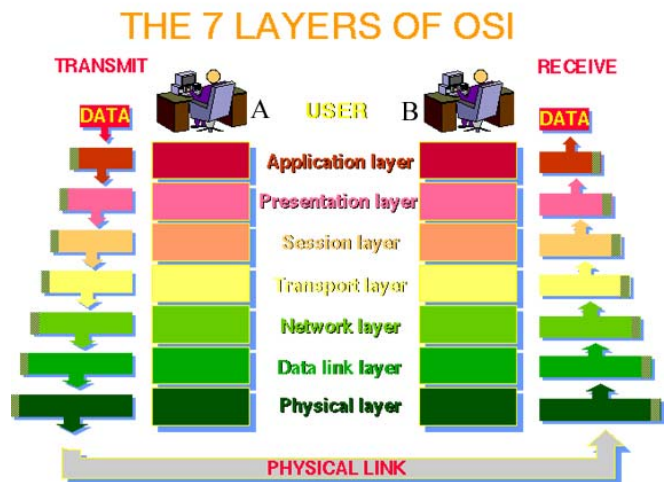 THE 7 LAYERS OF OSI
TRANSMIT
RECEIVE
DATA
A
USER
B
DATA
Application layer
Presentation layer
Session layer
Transport layer
Network layer
Data link layer
Physical layer
PHYSICAL LINK